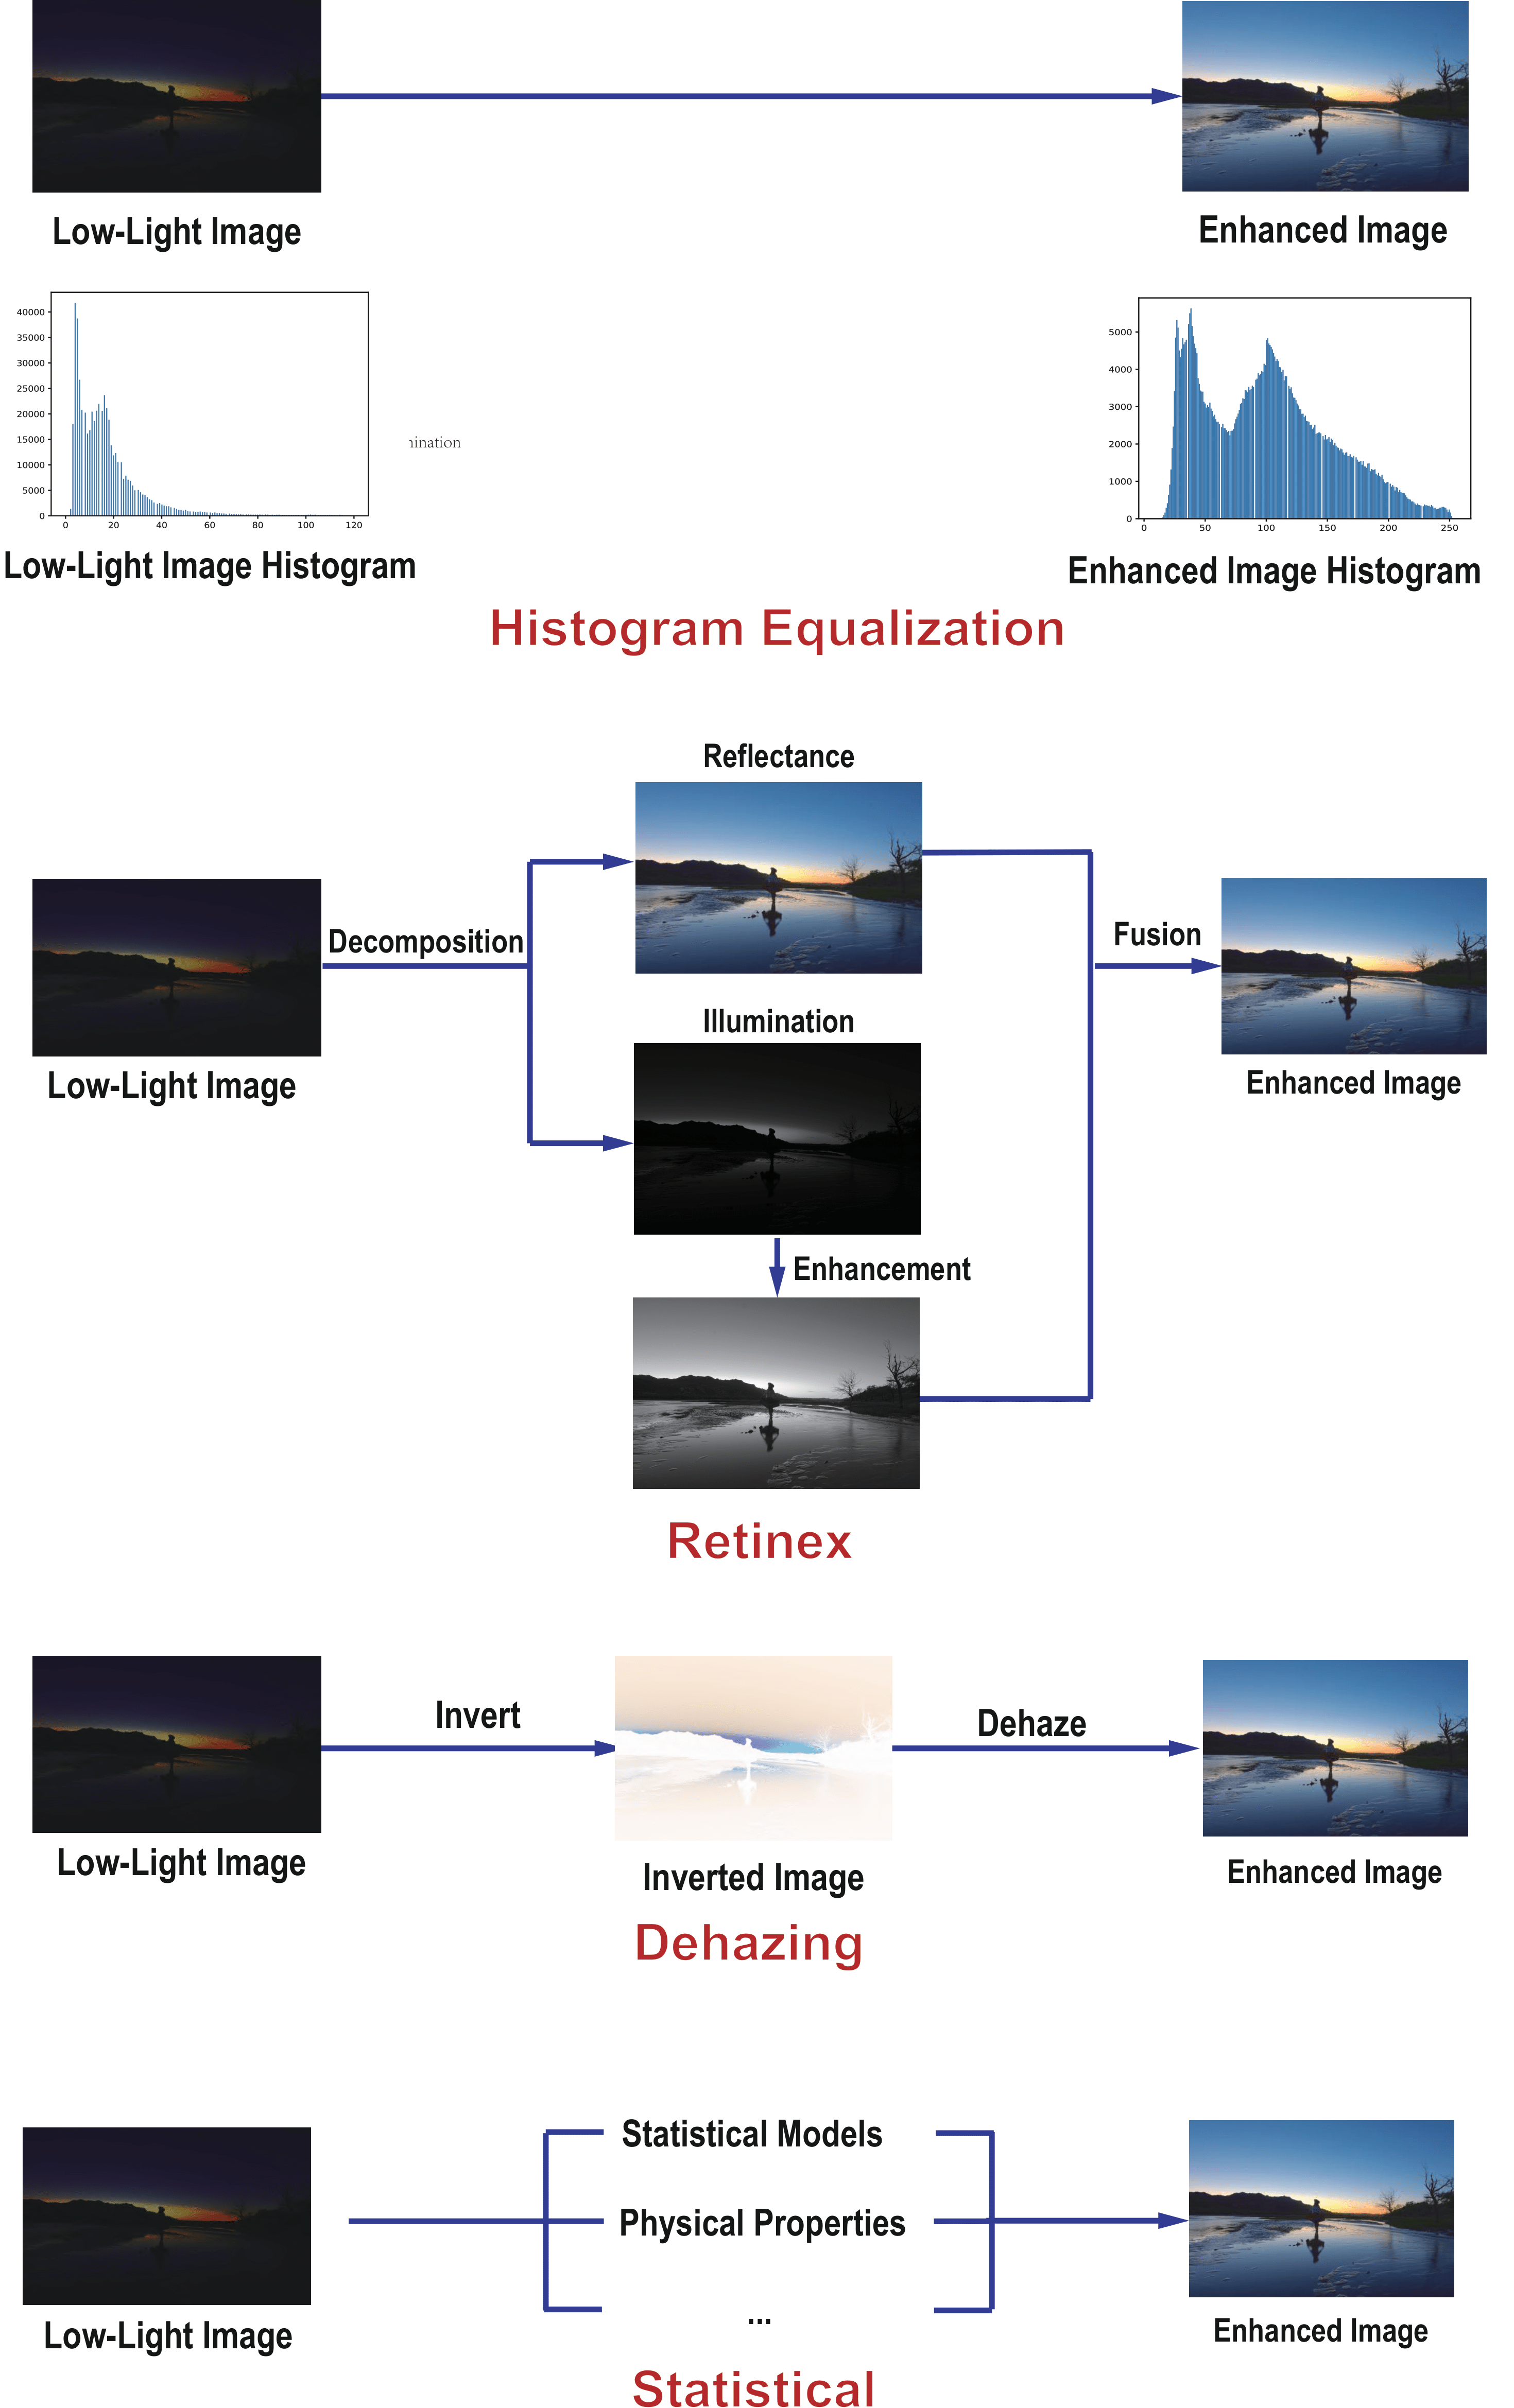 Low-Light Image
Enhanced Image
40000
35000
30000
25000
20000
15000
10000
5000
0
0 20 40 60 80 100 120
Low-Light Image Histogram
mination
5000
4000
3000
2000
1000
0
0 50 100 150 200 250
Enhanced Image Histogram
Histogram Equalization
Reflectance
Decomposition
Low-Light Image
Illumination
Enhancement
Fusion
Enhanced Image
Retinex
Invert
Dehaze
Low-Light Image
Inverted Image
Enhanced Image
Dehazing
Statistical Models
Physical Properties
...
Low-Light Image
Enhanced Image
Statistical